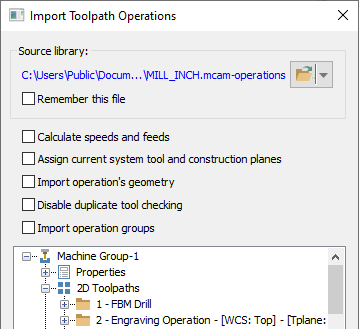 Import Toolpath Operations
Source library:
C:\Users\Public\Docum...\MILL_INCH.mcam-operations
Remember this file
Calculate speeds and feeds
Assign current system tool and construction planes
Import operation's geometry
Disable duplicate tool checking
Import operation groups
Machine Group-1
Properties
2D Toolpaths
1 - FBM Drill
2 - Engraving Operation - [WCS: Top] - [Tplane: